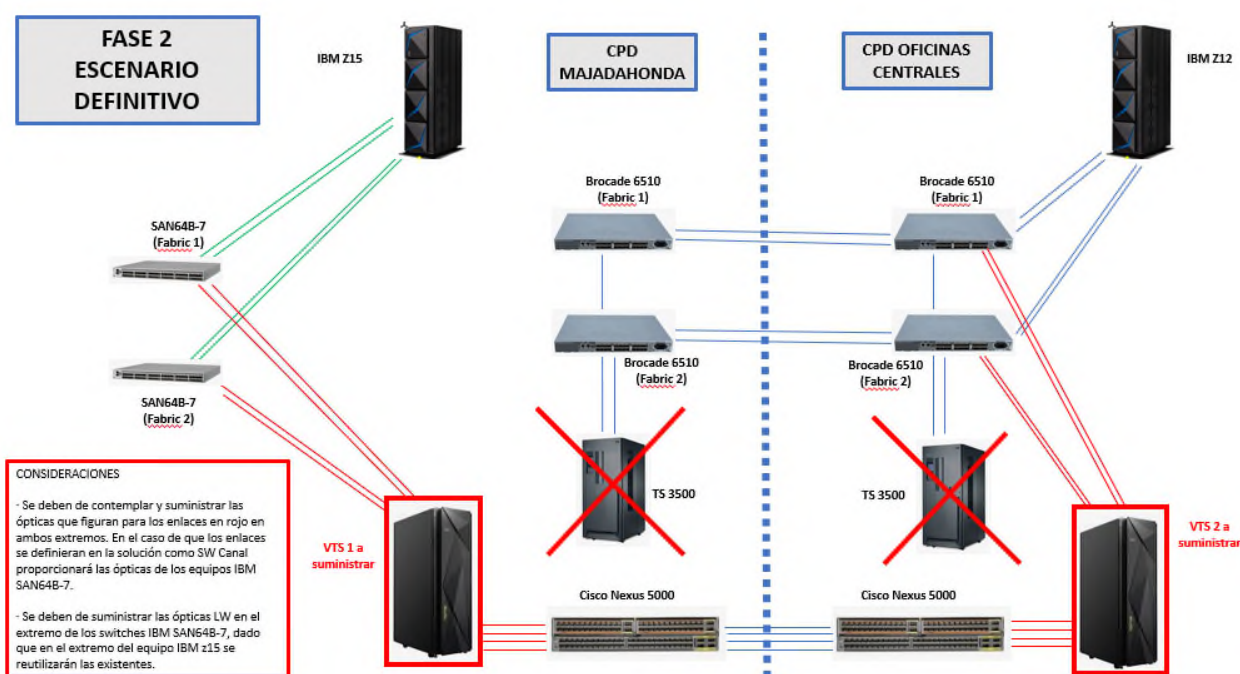 FASE 2
ESCENARIO
DEFINITIVO
IBM Z15
CPD
MAJADAHONDA
CPD OFICINAS
CENTRALES
IBM Z12
Brocade 6510
(Fabric 1)
Brocade 6510
(Fabric 1)
SAN64B-7
(Fabric 1)
Brocade 6510
(Fabric 2)
Brocade 6510
(Fabric 2)
SAN64B-7
(Fabric 2)
CONSIDERACIONES
- Se deben de contemplar y suministrar las
ópticas que figuran para los enlaces en rojo en
ambos extremos. En el caso de que los enlaces
se definieran en la solución como SW Canal
proporcionará las ópticas de los equipos IBM
SAN64B-7.
- Se deben de suministrar las ópticas LW en el
extremo de los switches IBM SAN64B-7, dado
que en el extremo del equipo IBM z15 se
reutilizarán las existentes.
VTS 1 a
suministrar
TS 3500
TS 3500
VTS 2 a
suministrar
Cisco Nexus 5000
Cisco Nexus 5000